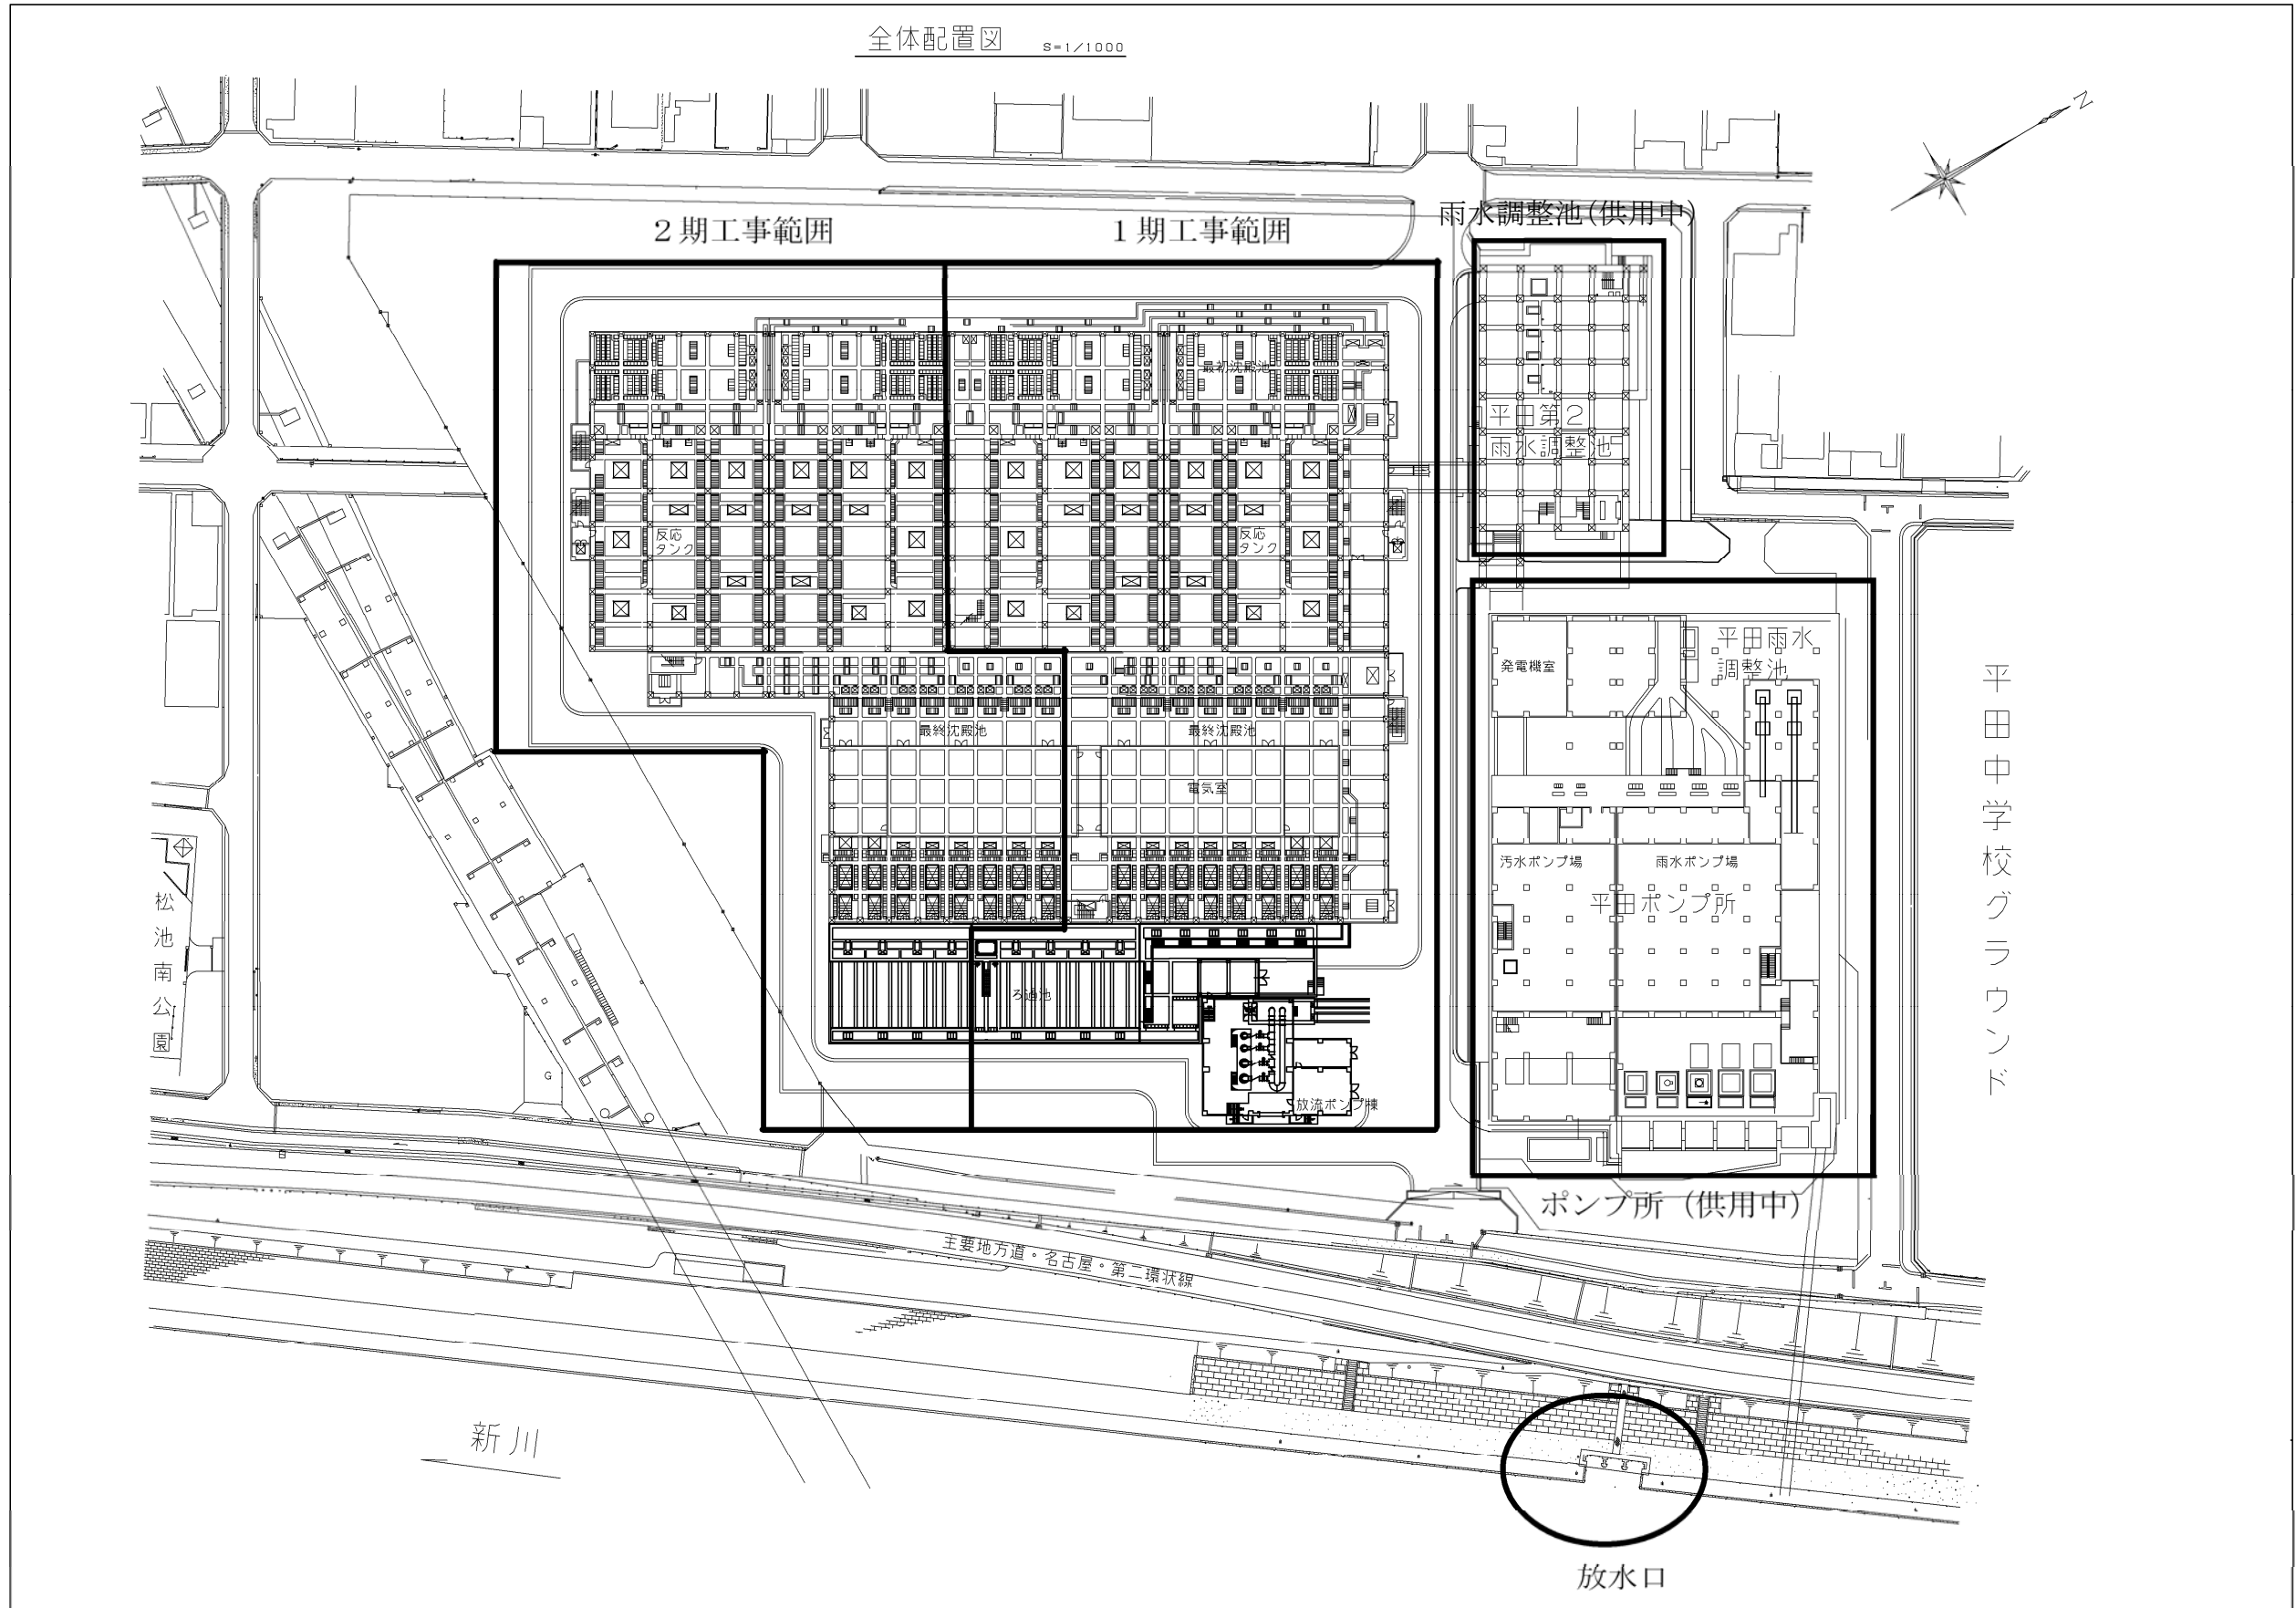 全体配置図 S=1/1000
N
2期工事範囲
1期工事範囲
雨水調整池(供用中)
最初沈殿池
平田第2
雨水調整池
反応
タンク
反応
タンク
発電機室
平田雨水
調整池
平田中学校グラウンド
最終沈殿池
最終沈殿池
電気室
汚水ポンプ場
雨水ポンプ場
平田ポンプ所
松池南公園
ろ過池
G
放流ポンプ棟
ポンプ所（供用中）
主要地方道・名古屋・第二環状線
新川
放水口